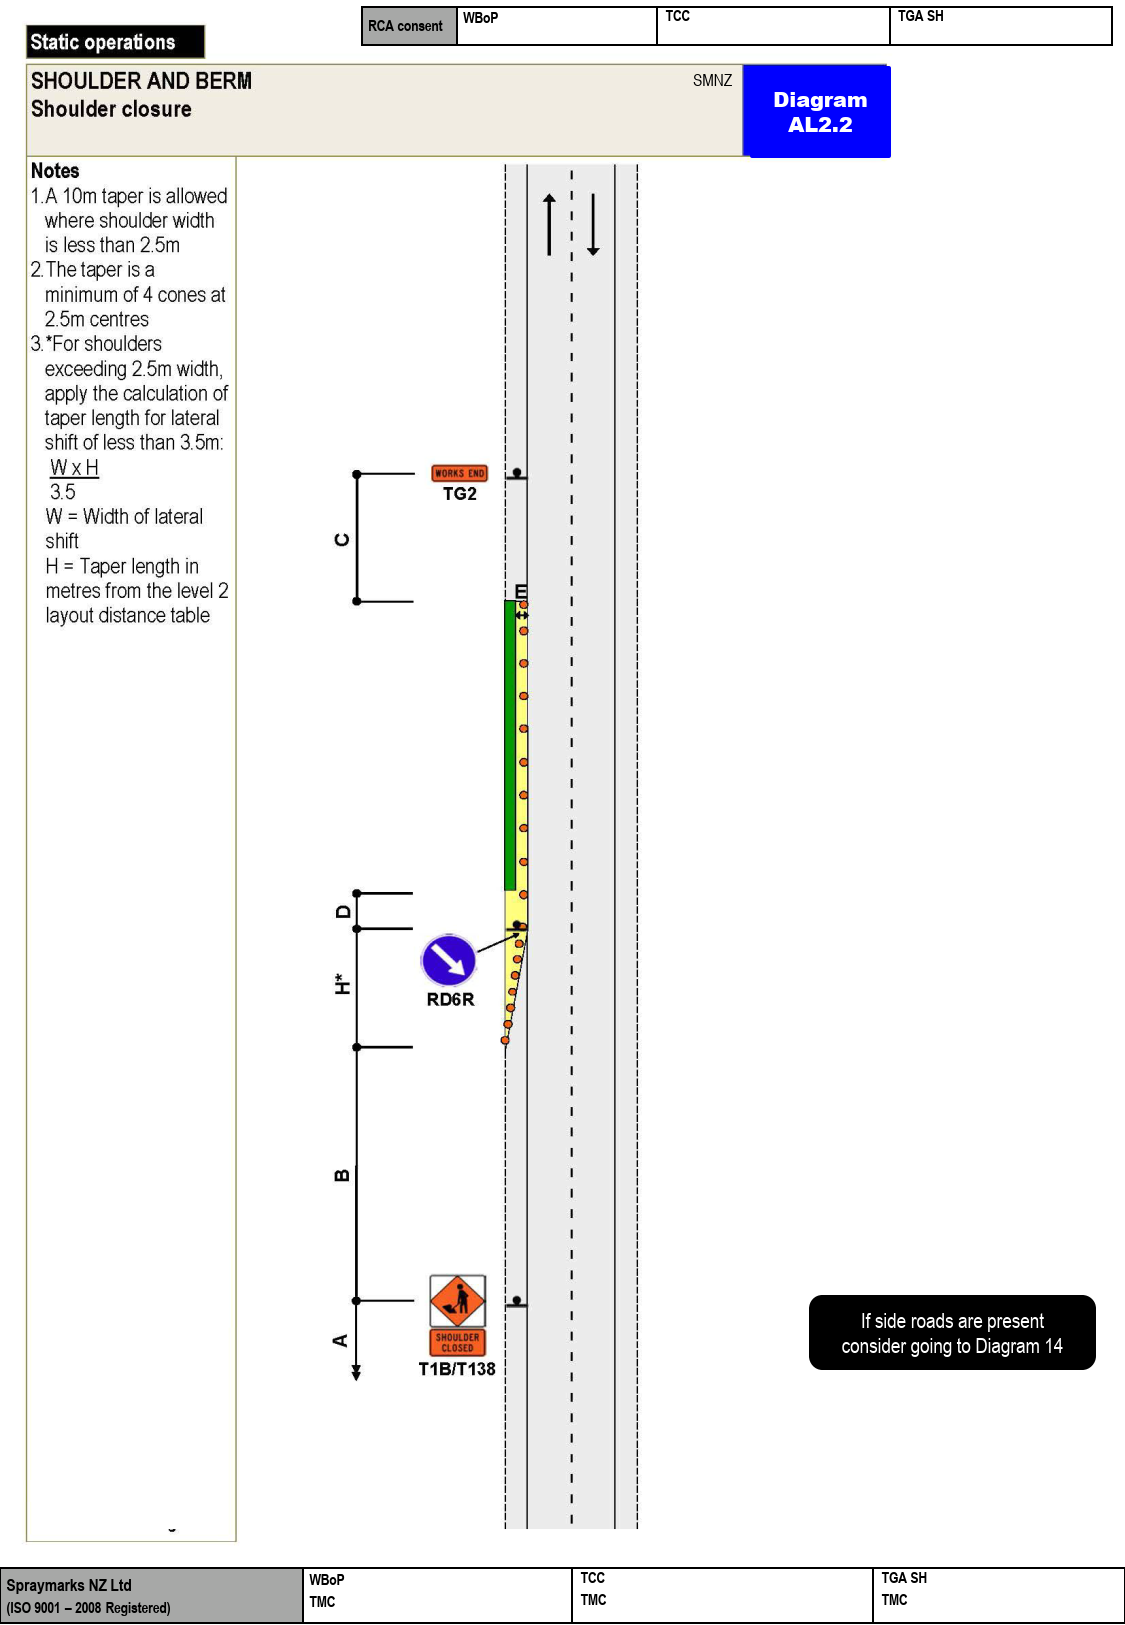 RCA consent
WBoP
TCC
TGA SH
Static operations
SHOULDER AND BERM
Shoulder closure
SMNZ
Diagram
AL2.2
Notes
1.A 10m taper is allowed
where shoulder width
is less than 2.5m
2.The taper is a
minimum of 4 cones at
2.5m centres
3.*For shoulders
exceeding 2.5m width,
apply the calculation of
taper length for lateral
shift of less than 3.5m:
W x H
3.5
W = Width of lateral
shift
H = Taper length in
metres from the level 2
layout distance table
WORKS END
TG2
C
E
D
H*
RD6R
B
A
SHOULDER
CLOSED
T1B/T138
If side roads are present
consider going to Diagram 14
Spraymarks NZ Ltd
(ISO 9001 – 2008 Registered)
WBoP
TMC
TCC
TMC
TGA SH
TMC